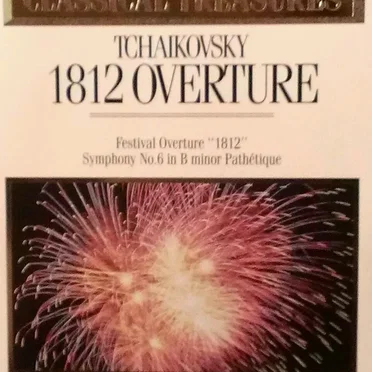 CLASSICAL TREASURES
TCHAIKOVSKY
1812 OVERTURE
Festival Overture "1812"
Symphony No.6 in B minor Pathétique